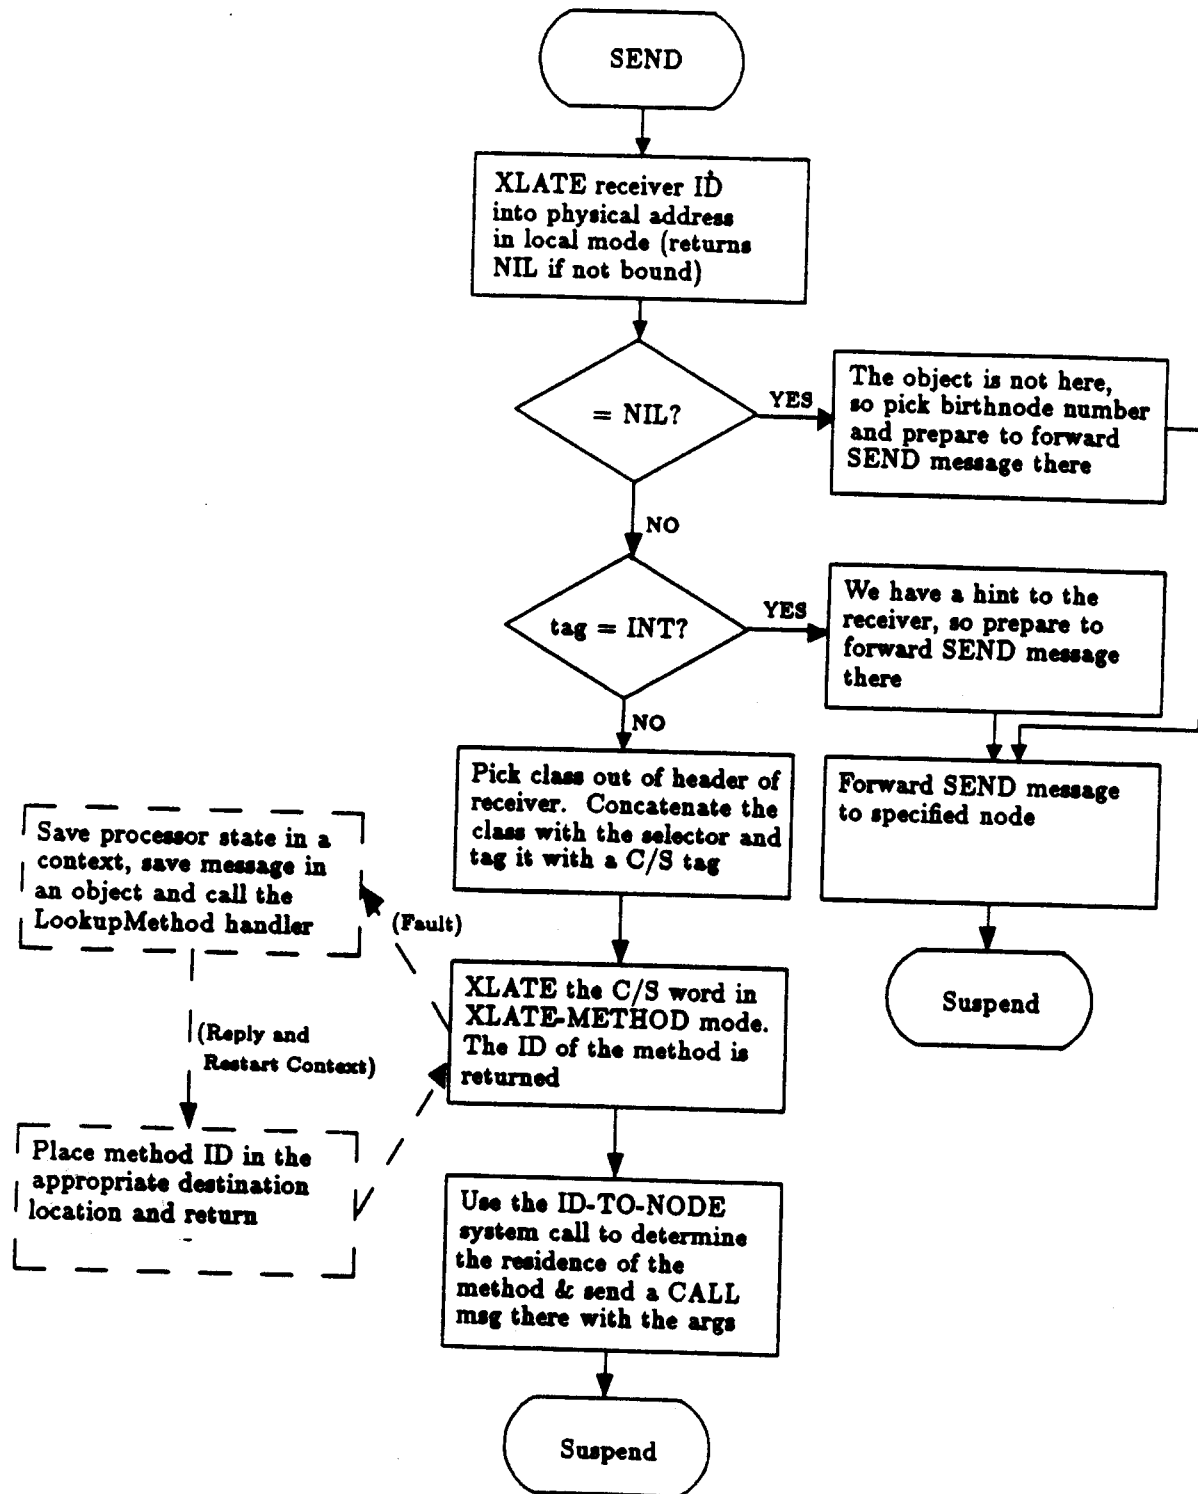 SEND
XLATE receiver ID
into physical address
in local mode (returns
NIL if not bound)
= NIL?
YES
The object is not here,
so pick birthnode number
and prepare to forward
SEND message there
NO
tag = INT?
YES
We have a hint to the
receiver, so prepare to
forward SEND message
there
NO
Pick class out of header of
receiver. Concatenate the
class with the selector and
tag it with a C/S tag
Forward SEND message
to specified node
Suspend
Save processor state in a
context, save message in
an object and call the
LookupMethod handler
(Fault)
XLATE the C/S word in
XLATE-METHOD mode.
The ID of the method is
returned
(Reply and
Restart Context)
Place method ID in the
appropriate destination
location and return
Use the ID-TO-NODE
system call to determine
the residence of the
method & send a CALL
msg there with the args
Suspend